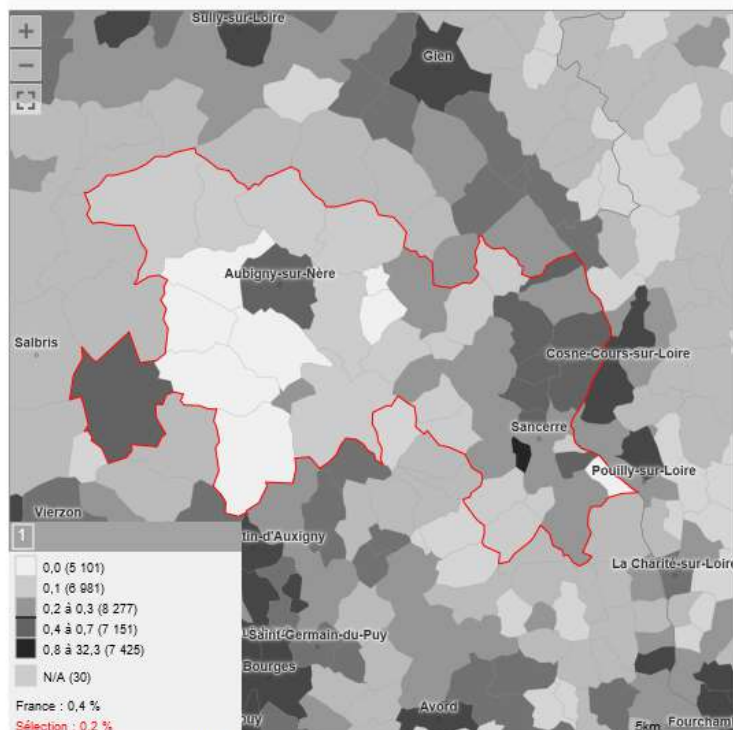 Sully-sur-Loire
+
−
Gien
Aubigny-sur-Nère
Salbris
Cosne-Cours-sur-Loire
Sancerre
Pouilly-sur-Loire
Vierzon
1
tin-d'Auxigny
0,0 (5 101)
La Charité-sur-Loire
0,1 (6 981)
0,2 à 0,3 (8 277)
0,4 à 0,7 (7 151)
Saint-Germain-du-Puy
0,8 à 32,3 (7 425)
Bourges
N/A (30)
France : 0,4 %
Avord
Sélection : 0,2 %
5km
Fourcham